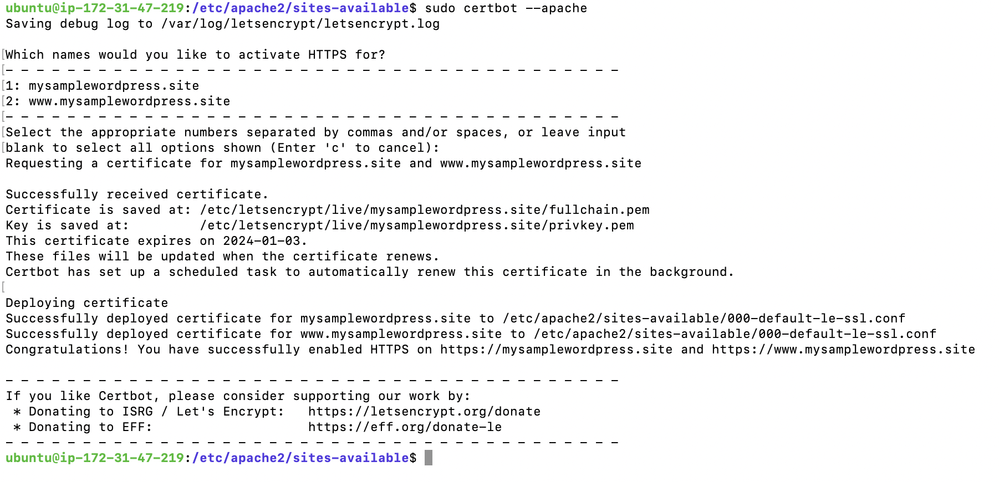 ubuntu@ip-172-31-47-219:/etc/apache2/sites-available$ sudo certbot --apache
Saving debug log to /var/log/letsencrypt/letsencrypt.log
[Which names would you like to activate HTTPS for?
[- - - - - - - - - - - - - - - - - - - - - - - - - - - - - - - - - - - - - - - -
[1: mysamplewordpress.site
[2: www.mysamplewordpress.site
[- - - - - - - - - - - - - - - - - - - - - - - - - - - - - - - - - - - - - - - -
[Select the appropriate numbers separated by commas and/or spaces, or leave input
[blank to select all options shown (Enter 'c' to cancel):
Requesting a certificate for mysamplewordpress.site and www.mysamplewordpress.site
Successfully received certificate.
Certificate is saved at: /etc/letsencrypt/live/mysamplewordpress.site/fullchain.pem
Key is saved at:         /etc/letsencrypt/live/mysamplewordpress.site/privkey.pem
This certificate expires on 2024-01-03.
These files will be updated when the certificate renews.
Certbot has set up a scheduled task to automatically renew this certificate in the background.
[
Deploying certificate
Successfully deployed certificate for mysamplewordpress.site to /etc/apache2/sites-available/000-default-le-ssl.conf
Successfully deployed certificate for www.mysamplewordpress.site to /etc/apache2/sites-available/000-default-le-ssl.conf
Congratulations! You have successfully enabled HTTPS on https://mysamplewordpress.site and https://www.mysamplewordpress.site
- - - - - - - - - - - - - - - - - - - - - - - - - - - - - - - - - - - - - - - -
If you like Certbot, please consider supporting our work by:
 * Donating to ISRG / Let's Encrypt:   https://letsencrypt.org/donate
 * Donating to EFF:                    https://eff.org/donate-le
- - - - - - - - - - - - - - - - - - - - - - - - - - - - - - - - - - - - - - - -
ubuntu@ip-172-31-47-219:/etc/apache2/sites-available$